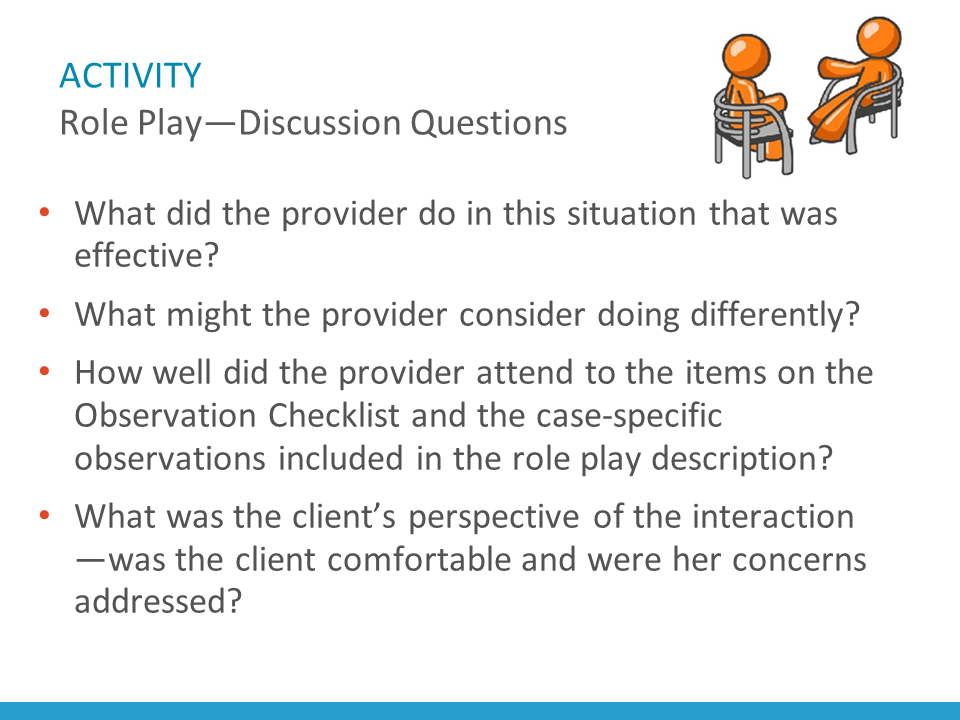 ACTIVITY
Role Play—Discussion Questions
• What did the provider do in this situation that was
effective?
• What might the provider consider doing differently?
• How well did the provider attend to the items on the
Observation Checklist and the case-specific
observations included in the role play description?
• What was the client’s perspective of the interaction
—was the client comfortable and were her concerns
addressed?